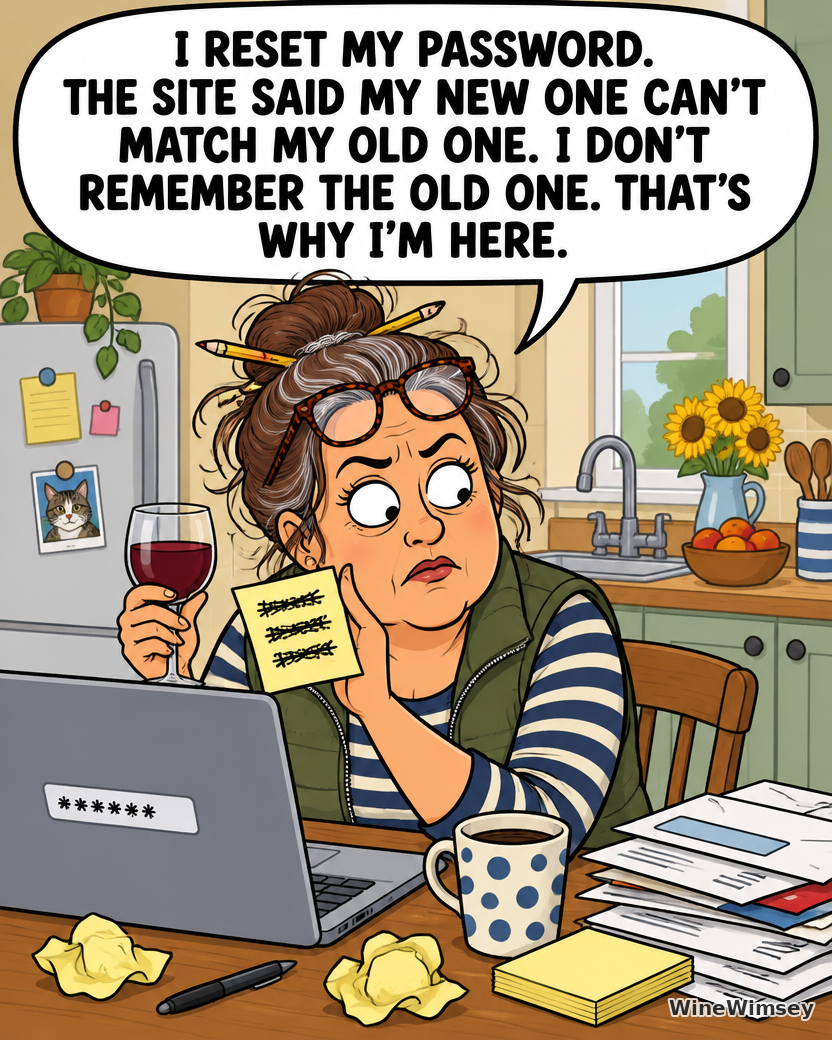 I RESET MY PASSWORD.
THE SITE SAID MY NEW ONE CAN'T
MATCH MY OLD ONE. I DON'T
REMEMBER THE OLD ONE. THAT'S
WHY I'M HERE.
******
WineWimsey